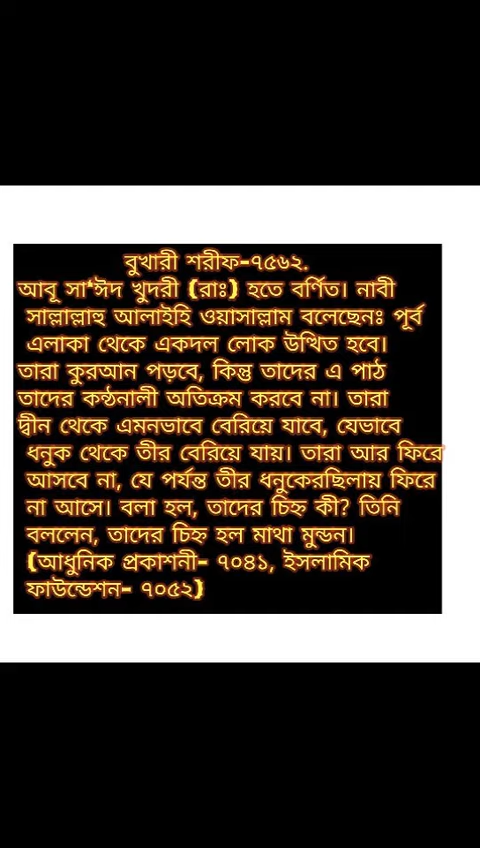 বুখারী শরীফ-৭৫৬২.
আবূ সা‘ঈদ খুদরী (রাঃ) হতে বর্ণিত। নাবী
সাল্লাল্লাহু আলাইহি ওয়াসাল্লাম বলেছেনঃ পূর্ব
এলাকা থেকে একদল লোক উত্থিত হবে।
তারা কুরআন পড়বে, কিন্তু তাদের এ পাঠ
তাদের কণ্ঠনালী অতিক্রম করবে না। তারা
দ্বীন থেকে এমনভাবে বেরিয়ে যাবে, যেভাবে
ধনুক থেকে তীর বেরিয়ে যায়। তারা আর ফিরে
আসবে না, যে পর্যন্ত তীর ধনুকেরছিলায় ফিরে
না আসে। বলা হল, তাদের চিহ্ন কী? তিনি
বললেন, তাদের চিহ্ন হল মাথা মুন্ডন।
(আধুনিক প্রকাশনী- ৭০৪১, ইসলামিক
ফাউন্ডেশন- ৭০৫২)